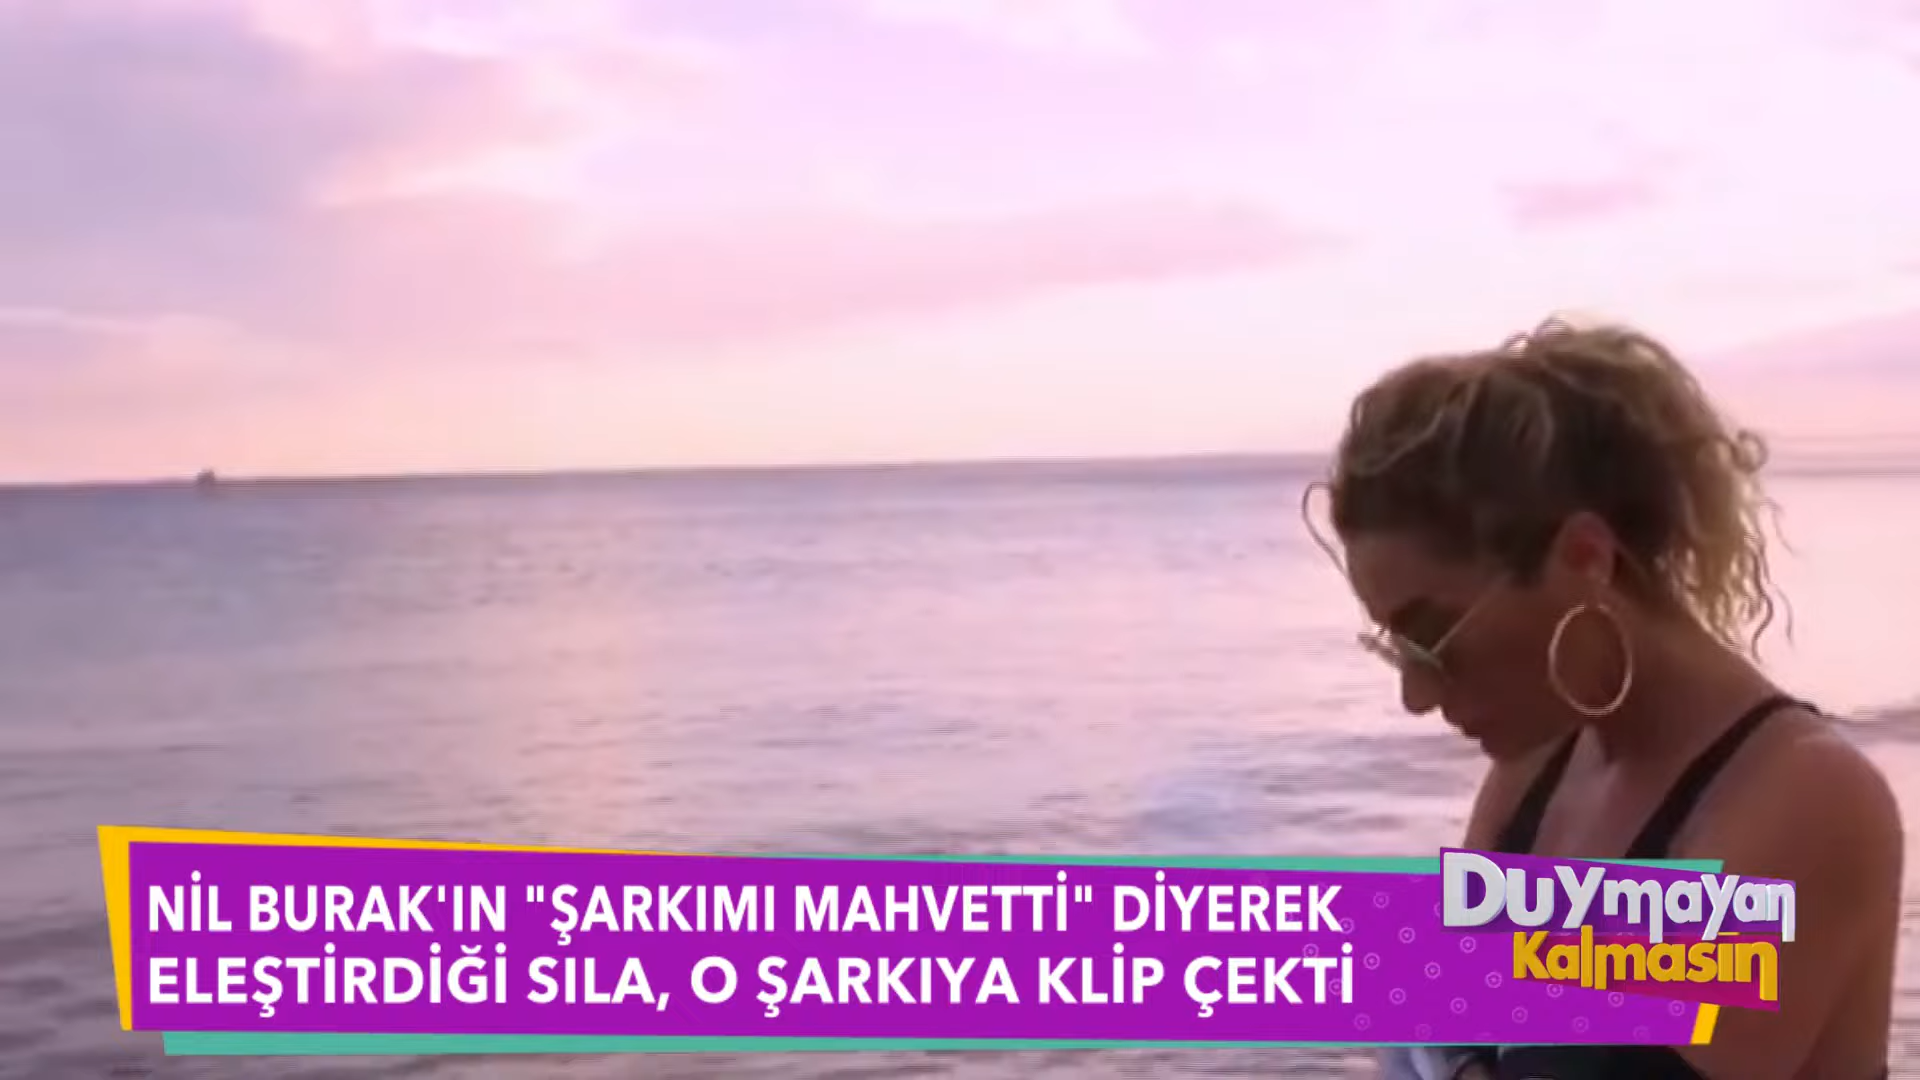 NİL BURAK'IN "ŞARKIMI MAHVETTİ" DİYEREK
ELEŞTİRDİĞİ SILA, O ŞARKIYA KLİP ÇEKTİ
Duymayan
Kalmasın